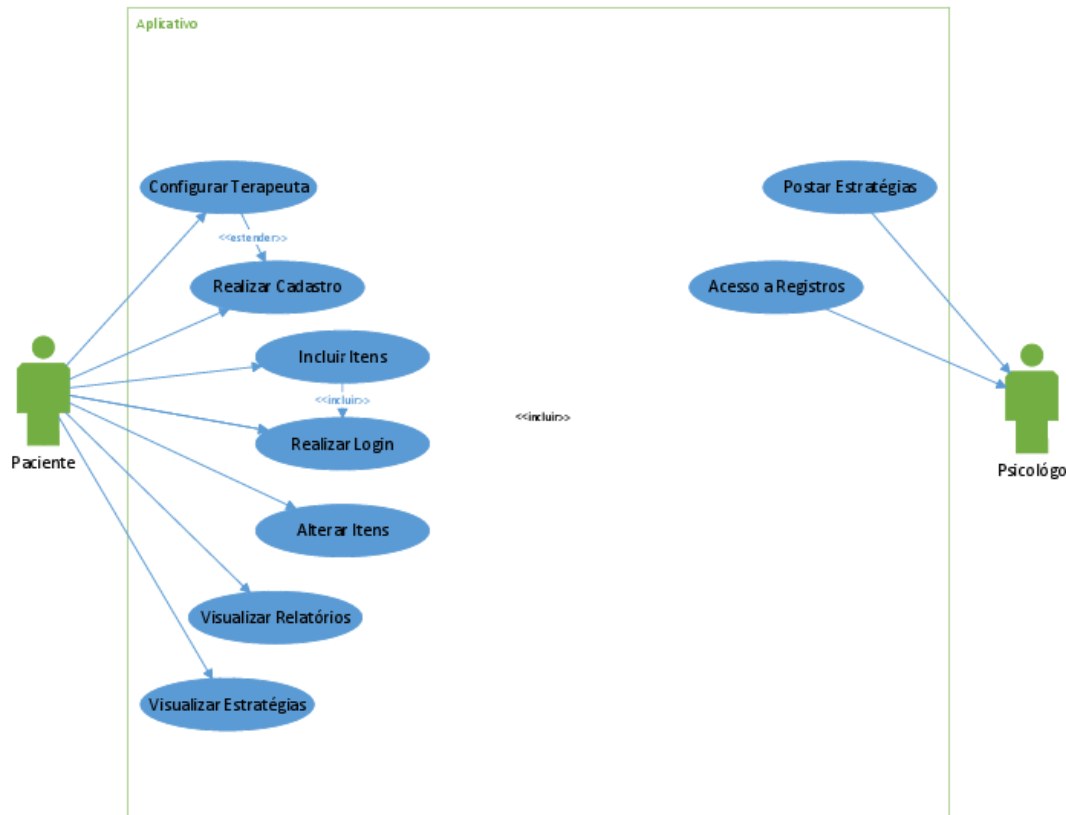 Aplicativo
Configurar Terapeuta
Postar Estratégias
<<estender>>
Realizar Cadastro
Acesso a Registros
Incluir Itens
<<incluir>>
<<incluir>>
Realizar Login
Paciente
Psicológo
Alterar Itens
Visualizar Relatórios
Visualizar Estratégias